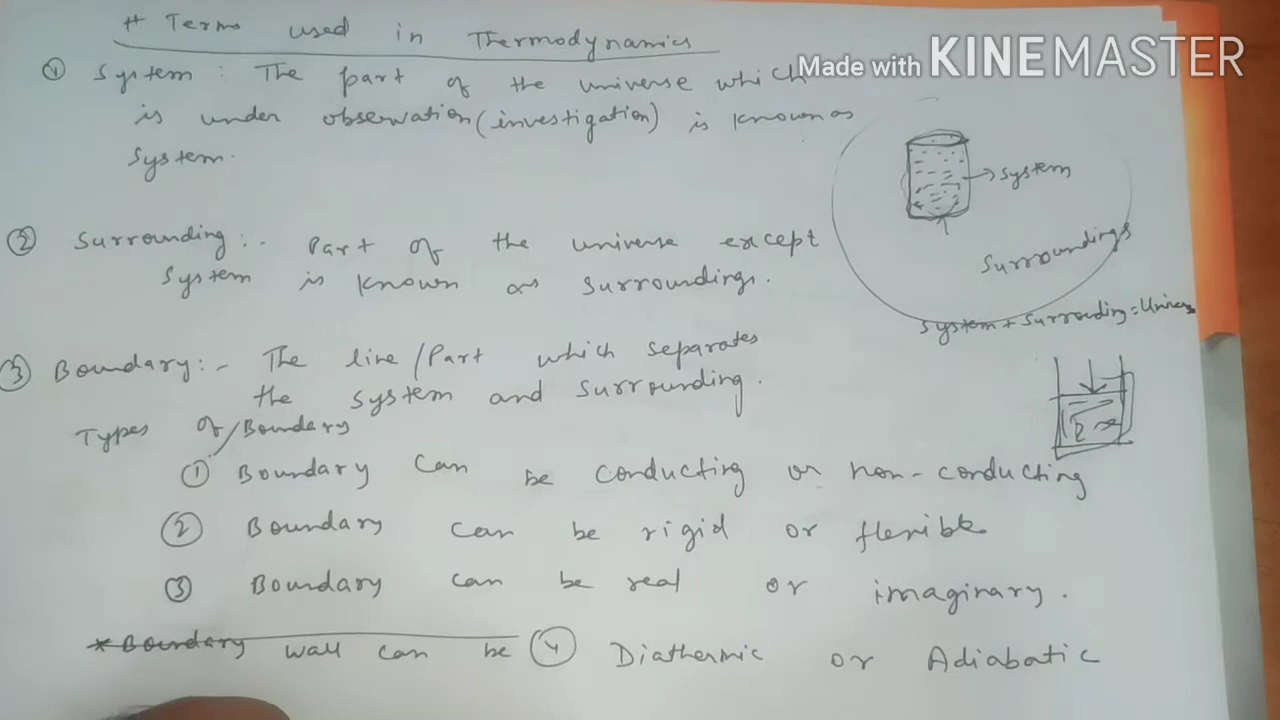 # Terms used in Thermodynamics
Made with KINEMASTER
① System : The part of the universe which
is under observation (investigation) is known as
System.
System
② Surrounding :- Part of the universe except
System is known as Surroundings.
Surroundings
System + Surrounding = Univers
③ Boundary :- The line/Part which separates
the system and surrounding.
Types of Boundary
① Boundary can be conducting or non-conducting
② Boundary can be rigid or flexible
③ Boundary can be real or imaginary.
* Boundary wall can be ④ Diathermic or Adiabatic